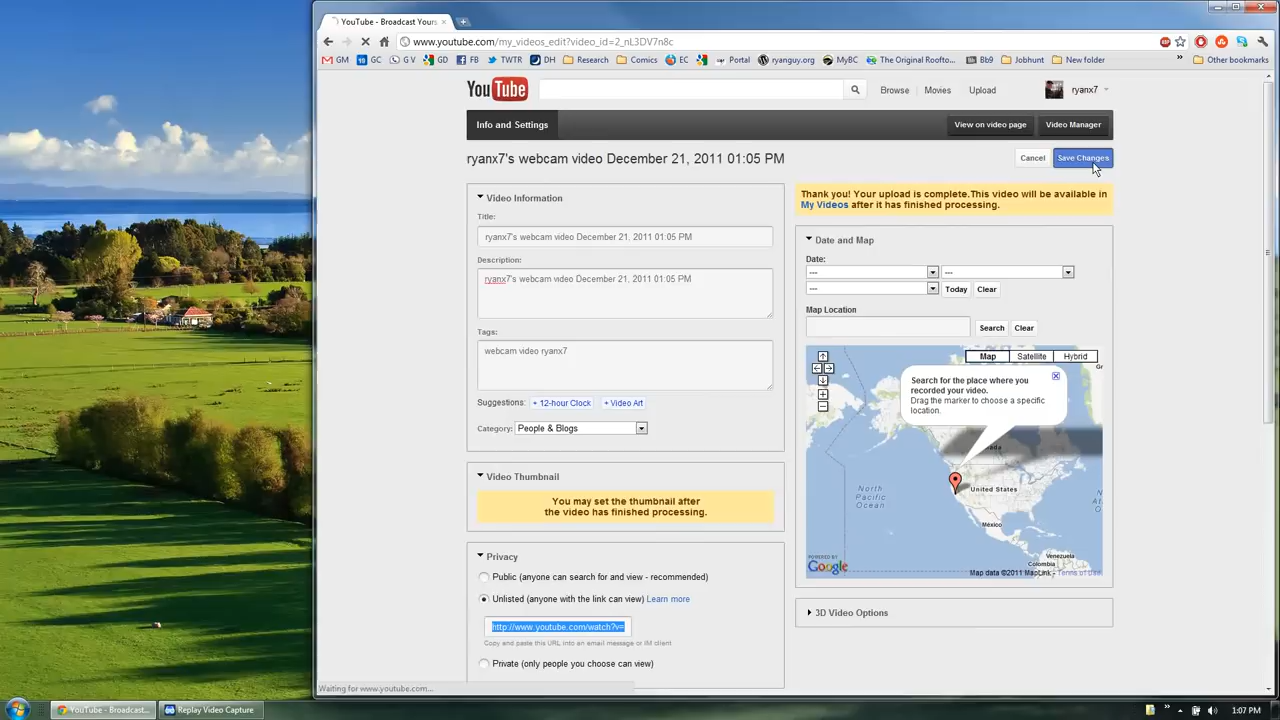 YouTube - Broadcast Yours
www.youtube.com/my_videos_edit?video_id=2_nL3DV7n8c
GM GC G V GD FB TWTR DH Research Comics EC Portal ryanguy.org MyBC The Original Roofto... Bb9 Jobhunt New folder Other bookmarks
YouTube Browse Movies Upload ryanx7
Info and Settings View on video page Video Manager
ryanx7's webcam video December 21, 2011 01:05 PM Cancel Save Changes
Video Information
Title:
ryanx7's webcam video December 21, 2011 01:05 PM
Description:
ryanx7's webcam video December 21, 2011 01:05 PM
Tags:
webcam video ryanx7
Suggestions: + 12-hour Clock + Video Art
Category: People & Blogs
Video Thumbnail
You may set the thumbnail after
the video has finished processing.
Privacy
Public (anyone can search for and view - recommended)
Unlisted (anyone with the link can view) Learn more
http://www.youtube.com/watch?v=
Copy and paste this URL into an email message or IM client
Private (only people you choose can view)
Thank you! Your upload is complete.This video will be available in
My Videos after it has finished processing.
Date and Map
Date:
--- ---
--- Today Clear
Map Location
Search Clear
Map Satellite Hybrid
Search for the place where you
recorded your video.
Drag the marker to choose a specific
location.
North
Pacific
Ocean
United States
México
Venezuela
Colombia
POWERED BY
Google
Map data ©2011 MapLink - Terms of Use
3D Video Options
Waiting for www.youtube.com...
YouTube - Broadcast... Replay Video Capture 1:07 PM